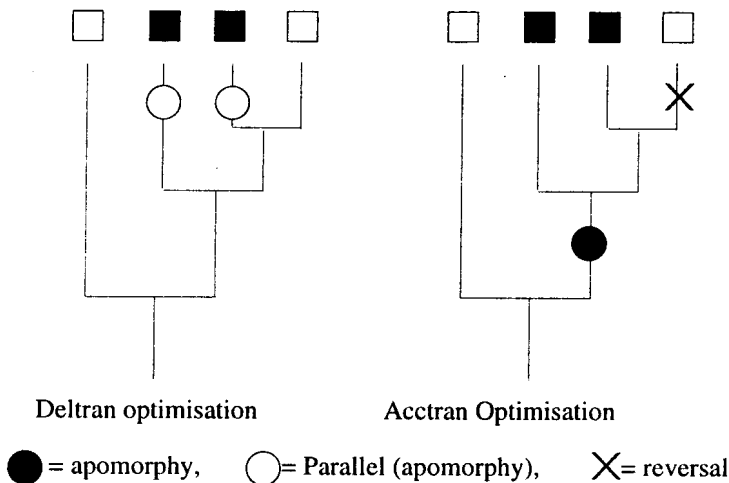 Deltran optimisation
Acctran Optimisation
= apomorphy, = Parallel (apomorphy), = reversal